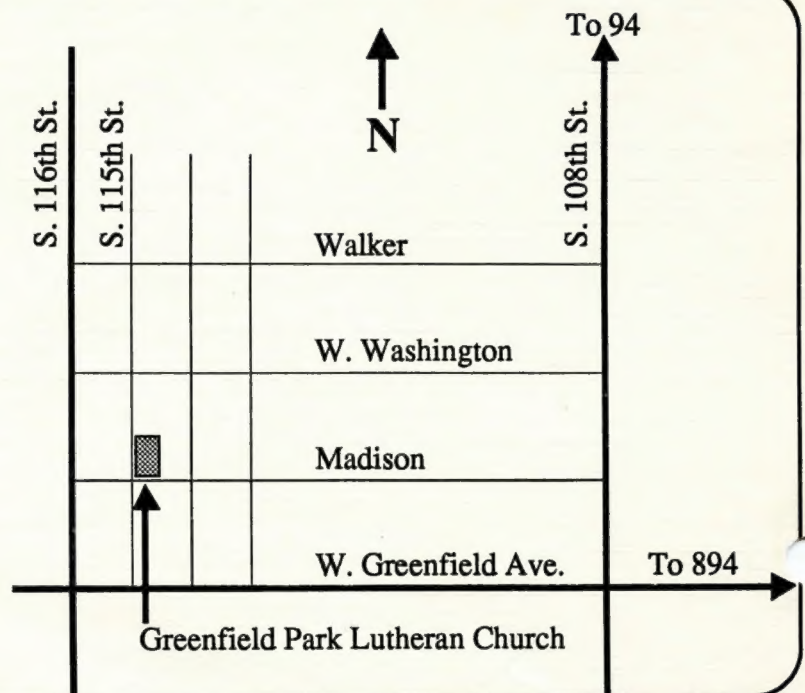 To 94
S. 116th St.
S. 115th St.
N
S. 108th St.
Walker
W. Washington
Madison
W. Greenfield Ave.
To 894
Greenfield Park Lutheran Church